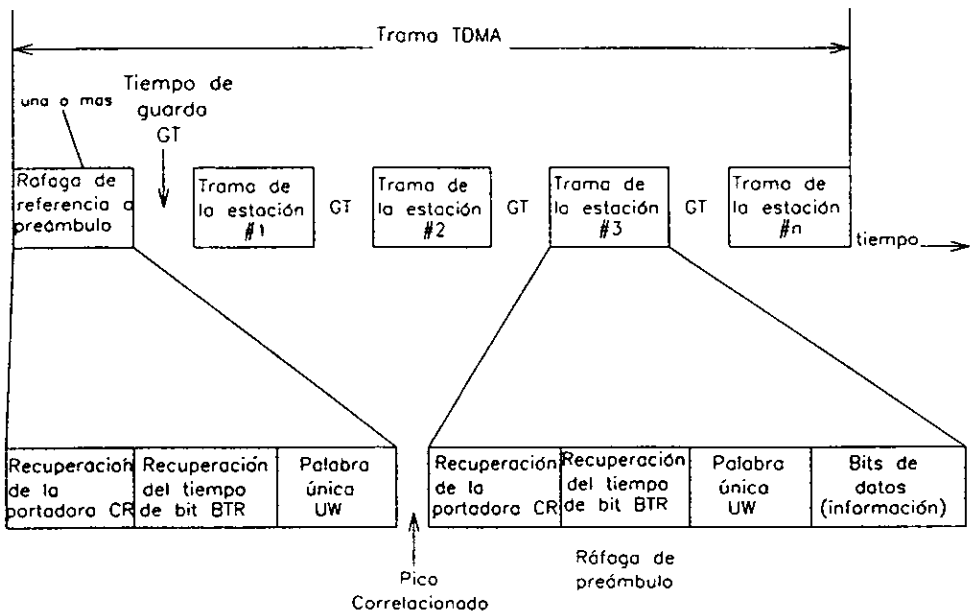 Trama TDMA
una o mas
Tiempo de
guarda
GT
Rafaga de
referencia o
preámbulo
Trama de
la estación
#1
GT
Trama de
la estación
#2
GT
Trama de
la estación
#3
GT
Trama de
la estación
#n
tiempo
Recuperación
de la
portadora CR
Recuperación
del tiempo
de bit BTR
Palabra
única
UW
Recuperación
de la
portadora CR
Recuperación
del tiempo
de bit BTR
Palabra
única
UW
Bits de
datos
(información)
Pico
Correlacionado
Ráfaga de
preámbulo